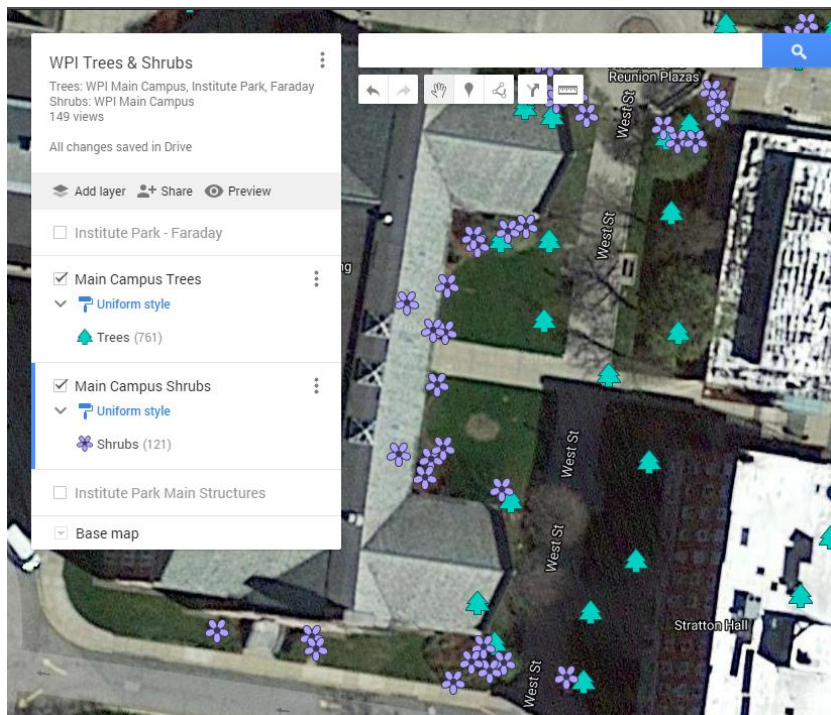 WPI Trees & Shrubs
Trees: WPI Main Campus, Institute Park, Faraday
Shrubs: WPI Main Campus
149 views
All changes saved in Drive
Add layer
Share
Preview
Institute Park - Faraday
Main Campus Trees
Uniform style
Trees (761)
Main Campus Shrubs
Uniform style
Shrubs (121)
Institute Park Main Structures
Base map
Reunion Plazas
West St
West St
West St
West St
West St
Stratton Hall